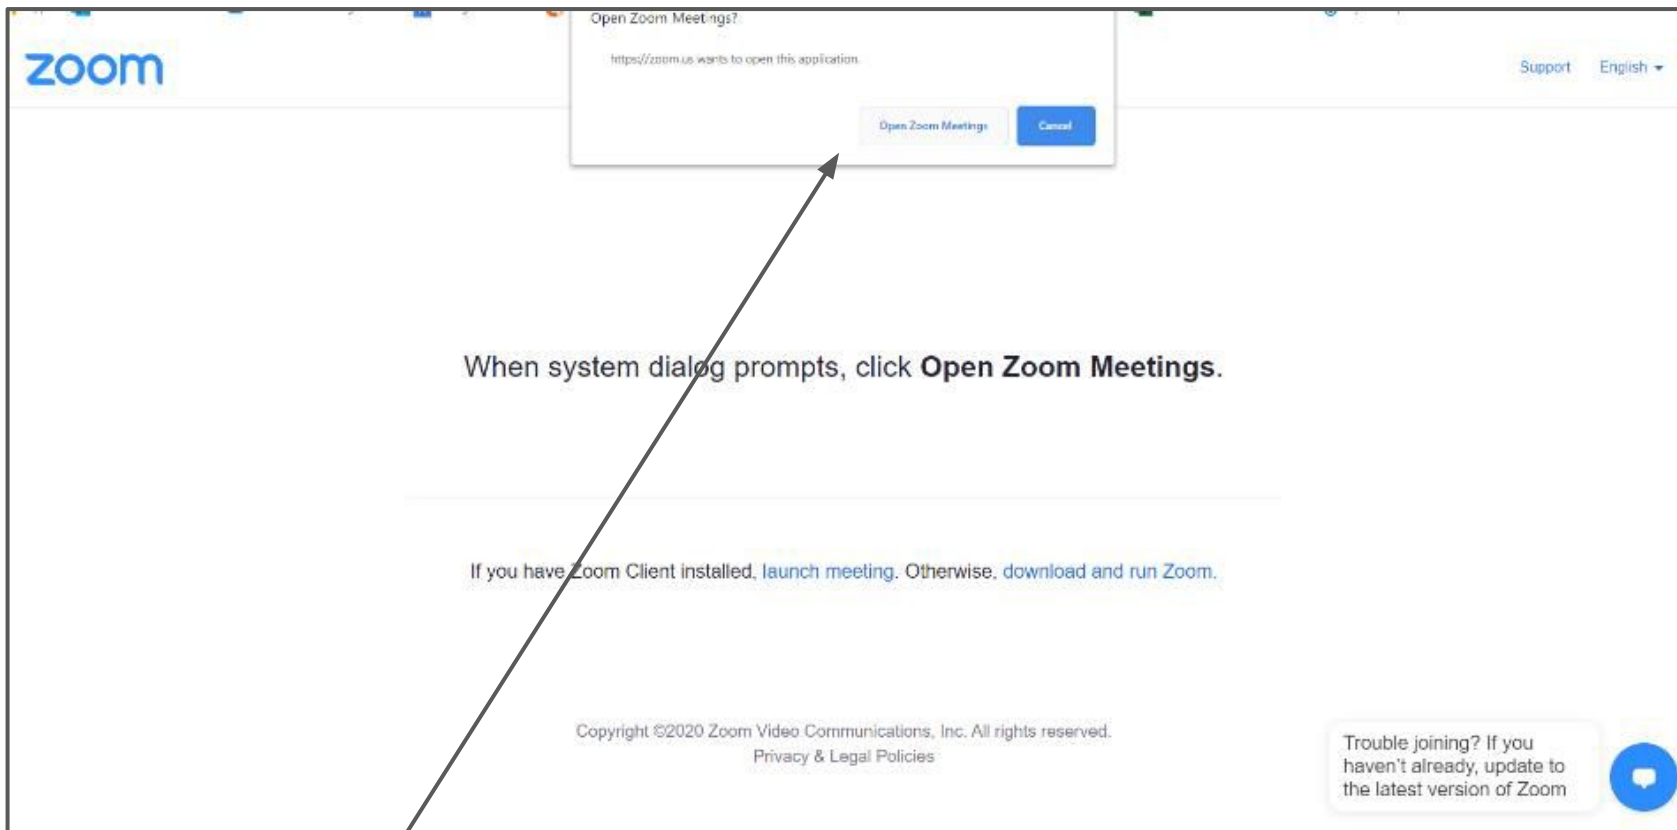 Open Zoom Meetings?
zoom
https://zoom.us wants to open this application.
Support English
Open Zoom Meetings Cancel
When system dialog prompts, click Open Zoom Meetings.
If you have Zoom Client installed, launch meeting. Otherwise, download and run Zoom.
Copyright ©2020 Zoom Video Communications, Inc. All rights reserved.
Privacy & Legal Policies
Trouble joining? If you
haven't already, update to
the latest version of Zoom